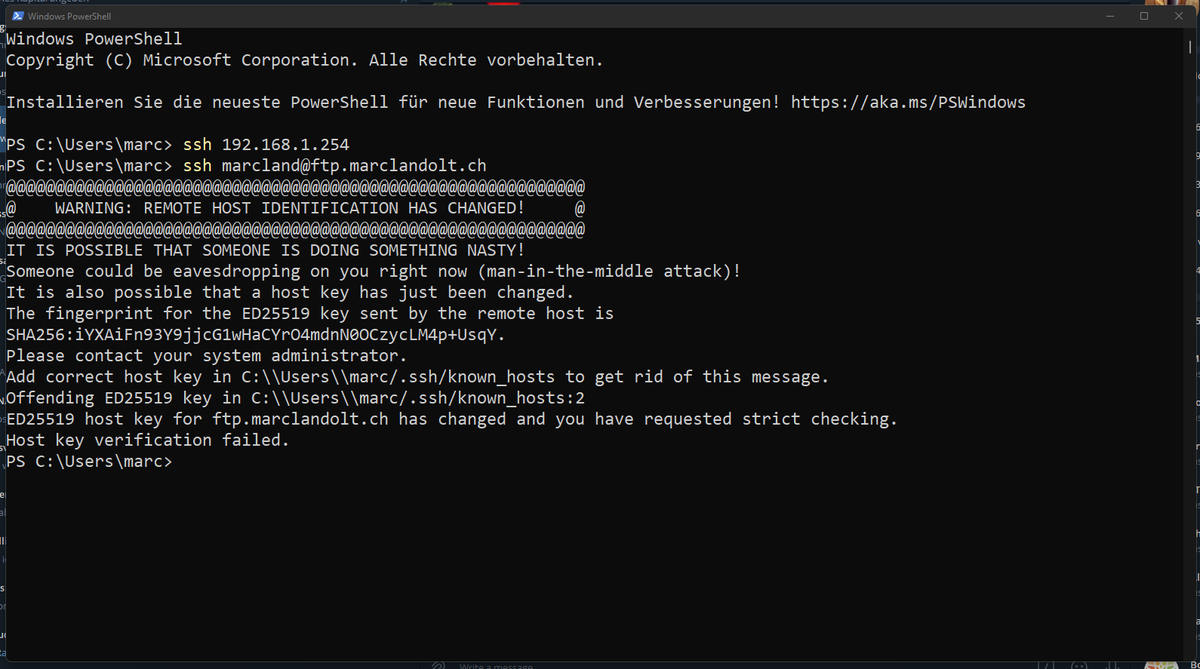 Windows PowerShell
Windows PowerShell
Copyright (C) Microsoft Corporation. Alle Rechte vorbehalten.
Installieren Sie die neueste PowerShell für neue Funktionen und Verbesserungen! https://aka.ms/PSWindows
PS C:\Users\marc> ssh 192.168.1.254
PS C:\Users\marc> ssh marcland@ftp.marclandolt.ch
@@@@@@@@@@@@@@@@@@@@@@@@@@@@@@@@@@@@@@@@@@@@@@@@@@@@@@@@@@@
@    WARNING: REMOTE HOST IDENTIFICATION HAS CHANGED!     @
@@@@@@@@@@@@@@@@@@@@@@@@@@@@@@@@@@@@@@@@@@@@@@@@@@@@@@@@@@@
IT IS POSSIBLE THAT SOMEONE IS DOING SOMETHING NASTY!
Someone could be eavesdropping on you right now (man-in-the-middle attack)!
It is also possible that a host key has just been changed.
The fingerprint for the ED25519 key sent by the remote host is
SHA256:iYXAiFn93Y9jjcG1wHaCYrO4mdnN0OCzycLM4p+UsqY.
Please contact your system administrator.
Add correct host key in C:\\Users\\marc/.ssh/known_hosts to get rid of this message.
Offending ED25519 key in C:\\Users\\marc/.ssh/known_hosts:2
ED25519 host key for ftp.marclandolt.ch has changed and you have requested strict checking.
Host key verification failed.
PS C:\Users\marc>
Write a message